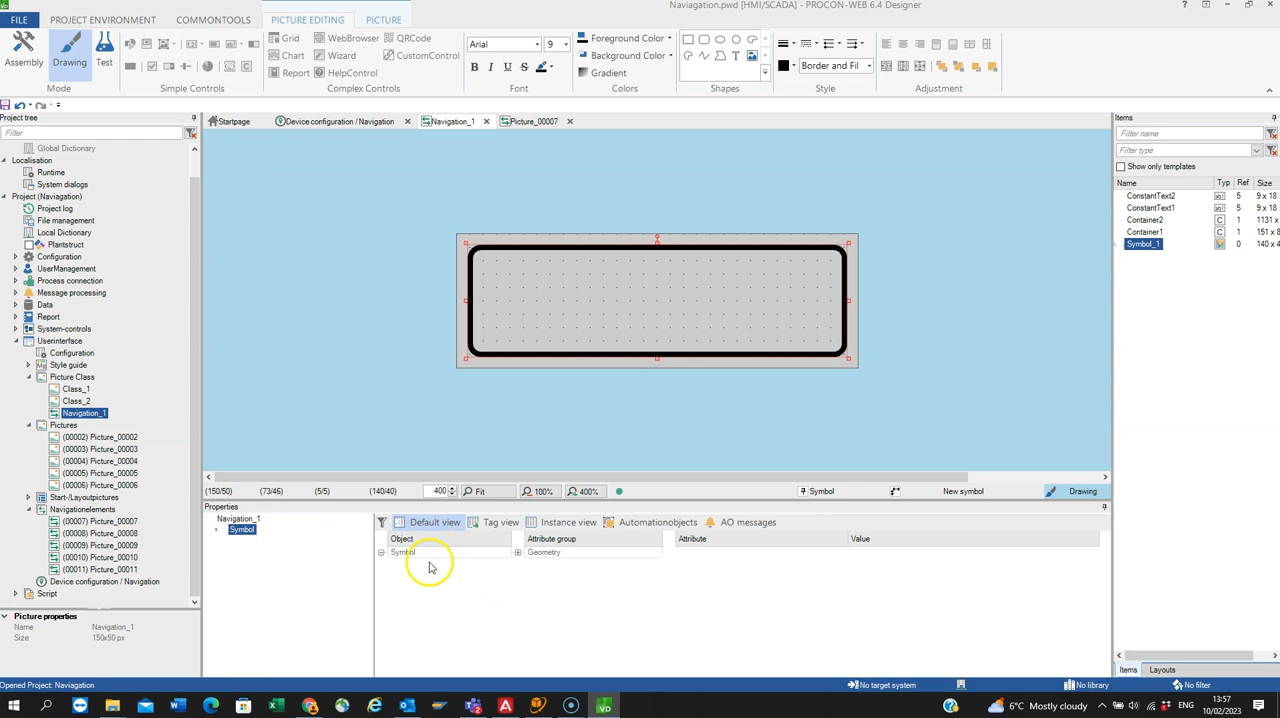 Naviagation.pwd [HMI/SCADA] - PROCON-WEB 6.4 Designer
FILE PROJECT ENVIRONMENT COMMONTOOLS PICTURE EDITING PICTURE
Assembly Drawing Test
Mode
Simple Controls
Grid WebBrowser QRCode
Chart Wizard CustomControl
Report HelpControl
Complex Controls
Arial 9
B I U S
Font
Foreground Color
Background Color
Gradient
Colors
Shapes
Border and Fil
Style
Adjustment
Project tree
Filter
Global Dictionary
Localisation
Runtime
System dialogs
Project (Naviagation)
Project log
File management
Local Dictionary
Plantstruct
Configuration
UserManagement
Process connection
Message processing
Data
Report
System-controls
Userinterface
Configuration
Style guide
Picture Class
Class_1
Class_2
Navigation_1
Pictures
(00002) Picture_00002
(00003) Picture_00003
(00004) Picture_00004
(00005) Picture_00005
(00006) Picture_00006
Start-/Layoutpictures
Navigationelements
(00007) Picture_00007
(00008) Picture_00008
(00009) Picture_00009
(00010) Picture_00010
(00011) Picture_00011
Device configuration / Navigation
Script
Picture properties
Name Navigation_1
Size 150x50 px
Startpage Device configuration / Navigation Navigation_1 Picture_00007
(150/50) (73/46) (5/5) (140/40) 400 Fit 100% 400% Symbol New symbol Drawing
Properties
Navigation_1
Symbol
Default view Tag view Instance view Automationobjects AO messages
Object Attribute group Attribute Value
Symbol Geometry
Items
Filter name
Filter type
Show only templates
Name Typ Ref Size
ConstantText2 5 9 x 18
ConstantText1 5 9 x 18
Container2 C 1 1131 x
Container1 C 1 151 x 8
Symbol_1 0 140 x 4
Items Layouts
Opened Project: Naviagation No target system No library No filter
6°C Mostly cloudy
13:57
10/02/2023